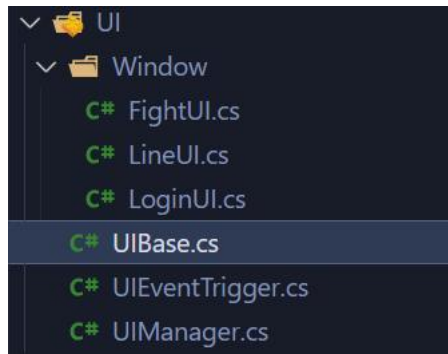 UI
Window
C# FightUI.cs
C# LineUI.cs
C# LoginUI.cs
C# UIBase.cs
C# UIEventTrigger.cs
C# UIManager.cs